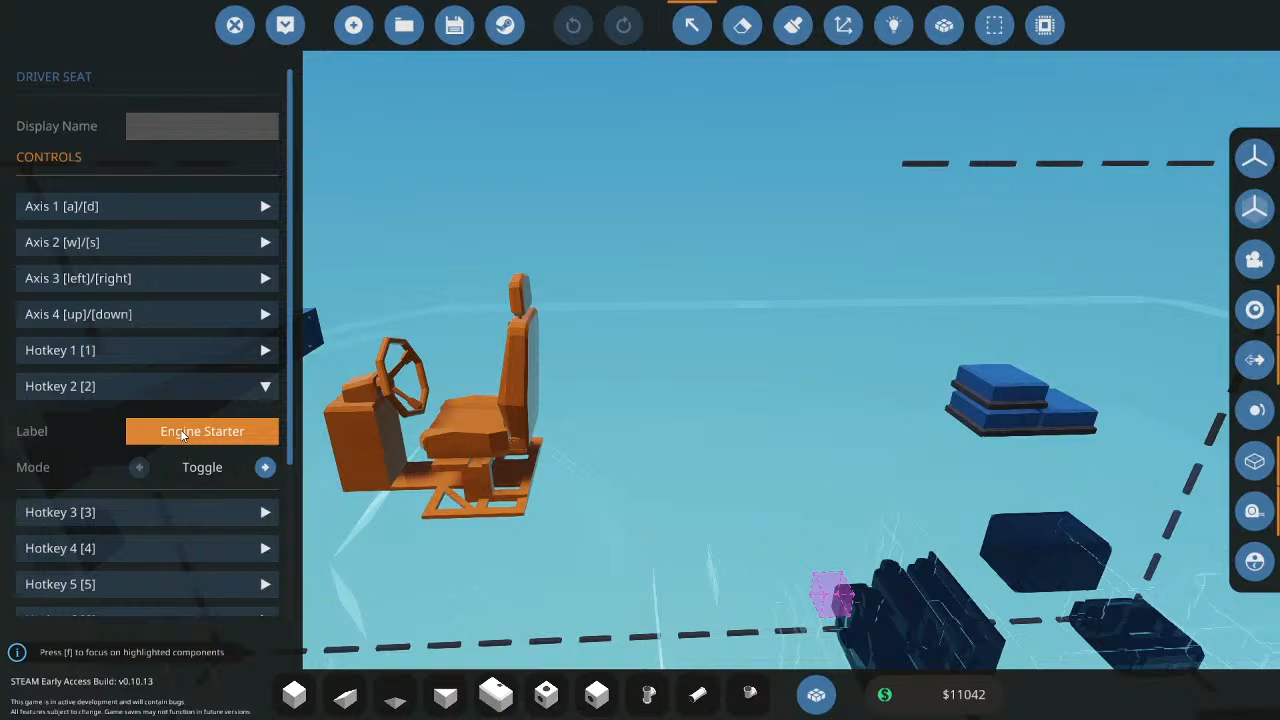 DRIVER SEAT
Display Name
CONTROLS
Axis 1 [a]/[d]
Axis 2 [w]/[s]
Axis 3 [left]/[right]
Axis 4 [up]/[down]
Hotkey 1 [1]
Hotkey 2 [2]
Label Engine Starter
Mode Toggle
Hotkey 3 [3]
Hotkey 4 [4]
Hotkey 5 [5]
Press [f] to focus on highlighted components
STEAM Early Access Build: v0.10.13
This game is in active development and will contain bugs
All features subject to change. Game saves may not function in future versions.
$11042